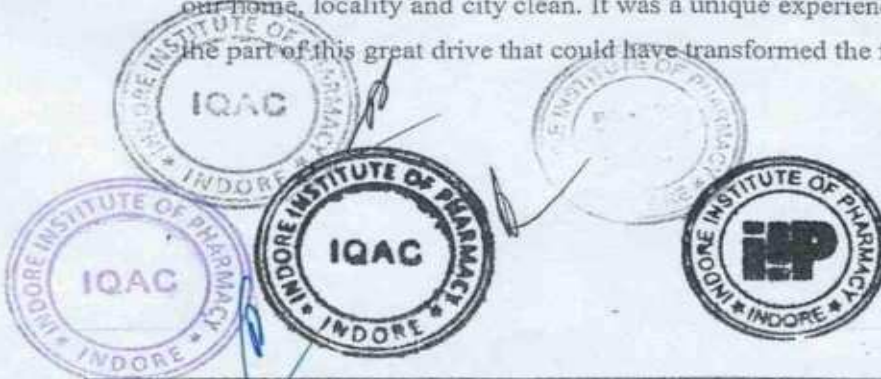 our home, locality and city clean. It was a unique experienc
the part of this great drive that could have transformed the
INDORE INSTITUTE OF PHARMACY
IQAC
INDORE
INSTITUTE OF
INDORE INSTITUTE OF PHARMACY
IQAC
INDORE
INDORE INSTITUTE OF PHARMACY
IQAC
INDORE
INDORE INSTITUTE OF PHARMACY
iip
INDORE